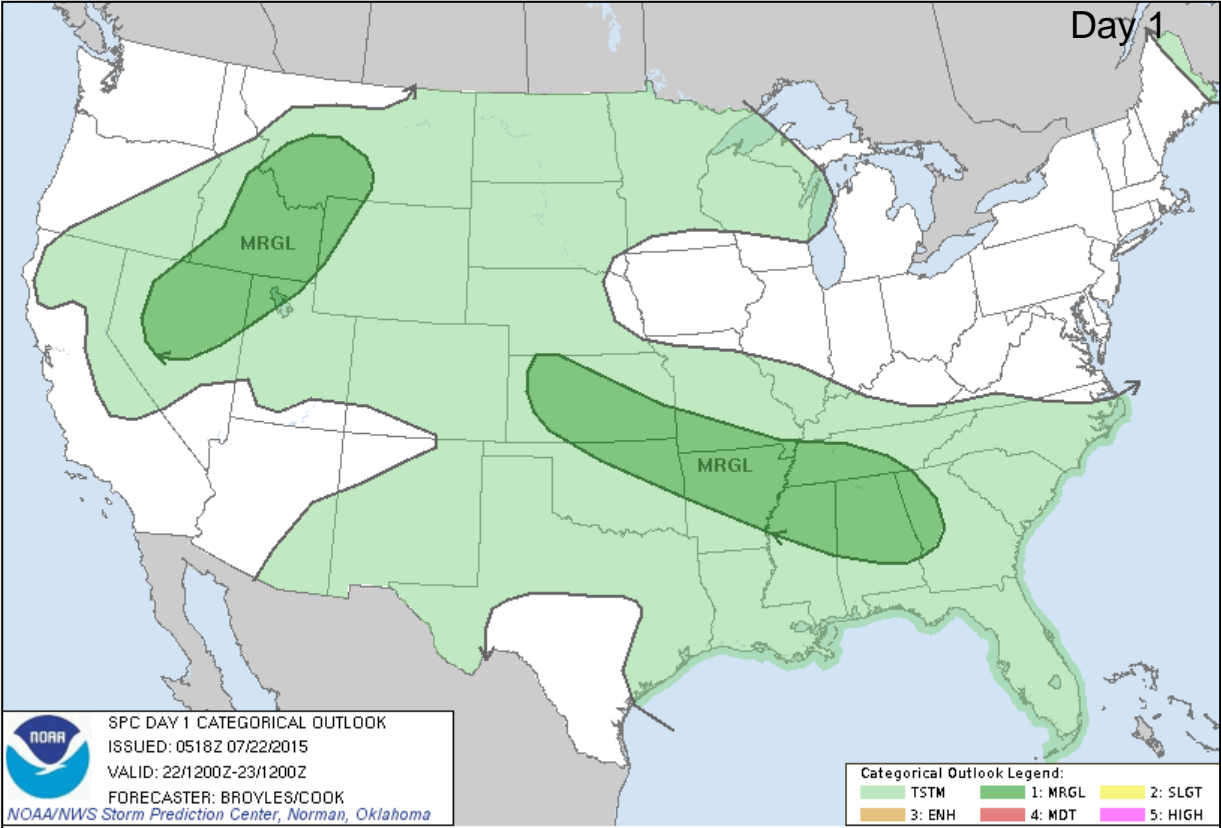 Day 1
MRGL
MRGL
NOAA
SPC DAY 1 CATEGORICAL OUTLOOK
ISSUED: 0518Z 07/22/2015
VALID: 22/1200Z-23/1200Z
FORECASTER: BROYLES/COOK
NOAA/NWS Storm Prediction Center, Norman, Oklahoma
Categorical Outlook Legend:
TSTM 1: MRGL 2: SLGT
3: ENH 4: MDT 5: HIGH